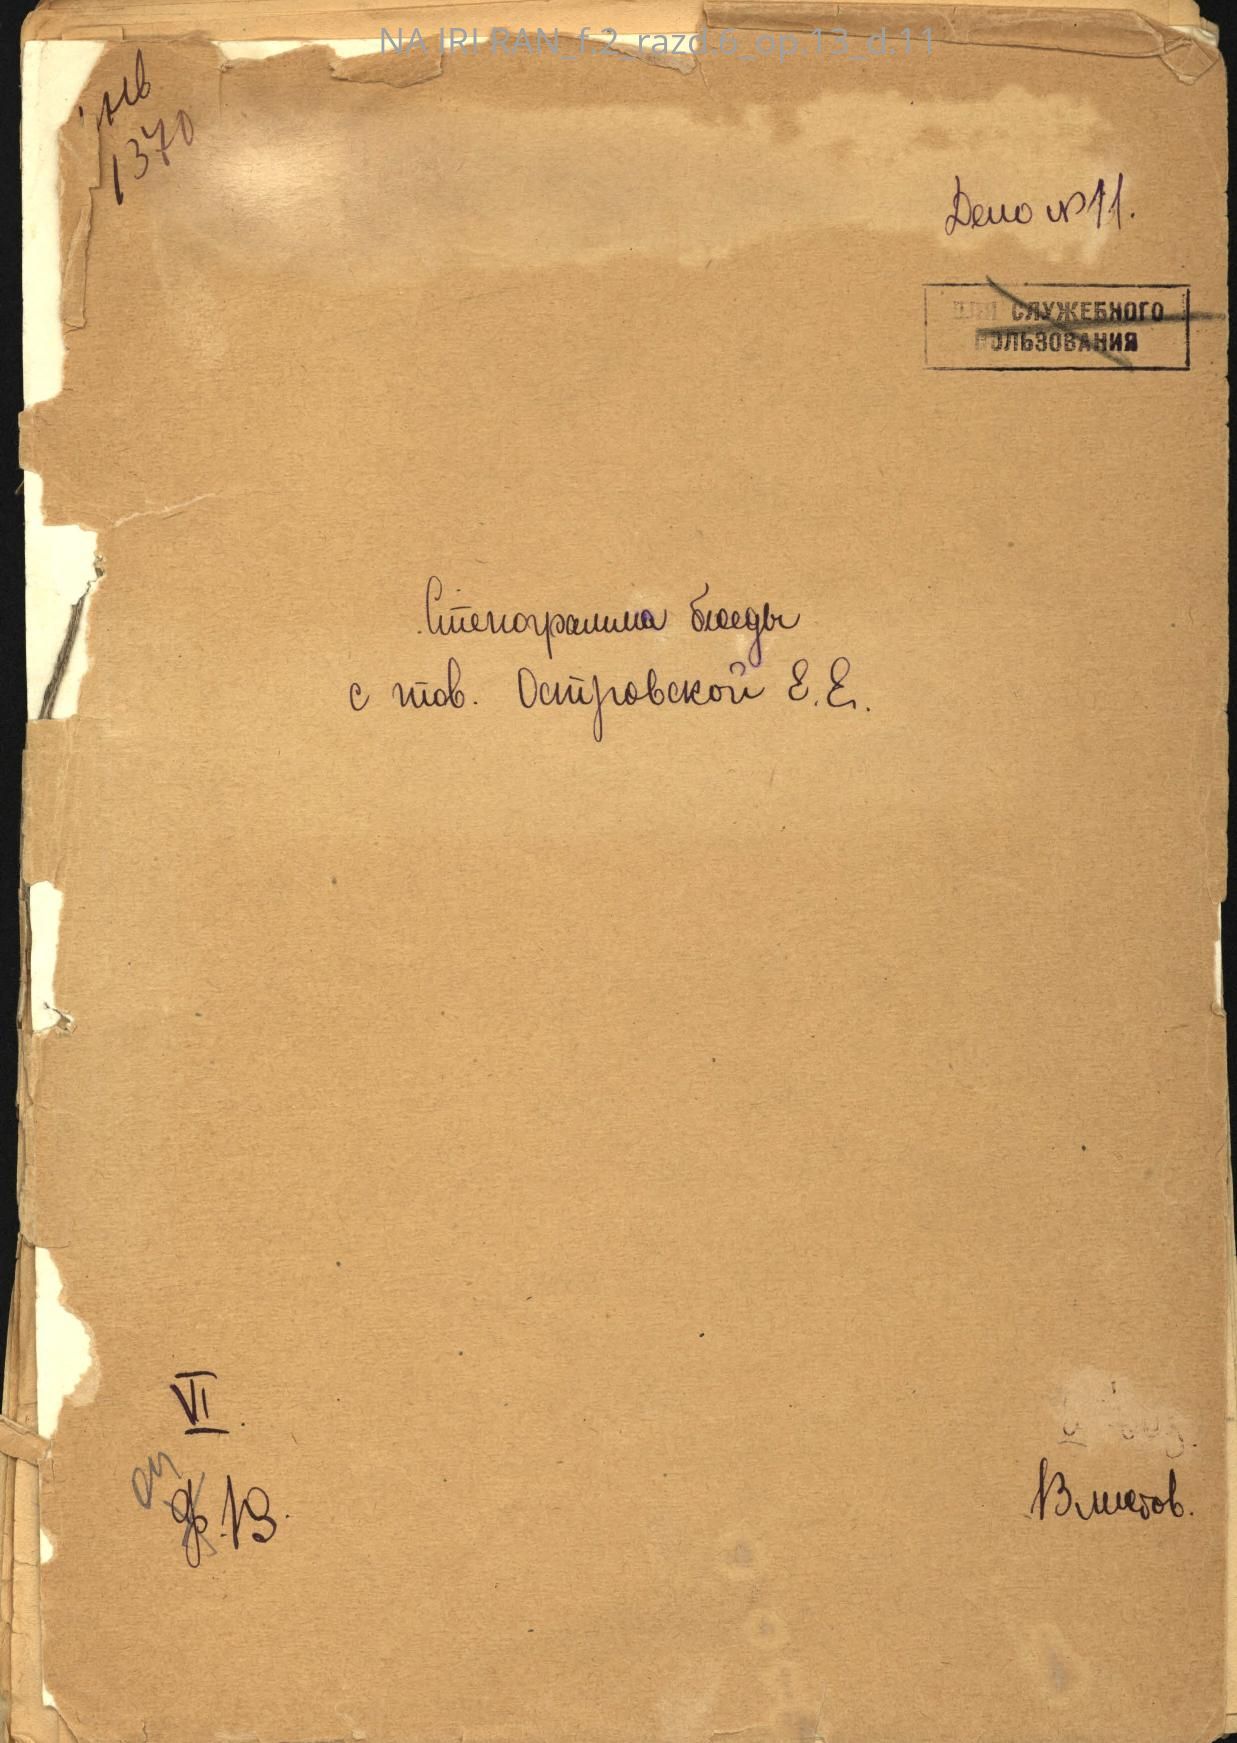 NA IRI RAN_f.2_razd.6_op.13_d.11
инв
1370
Дело №11.
ДЛЯ СЛУЖЕБНОГО
ПОЛЬЗОВАНИЯ
Стенограмма беседы
с тов. Островской Е.Е.
VI
оп
ф. 13.
13 листов.